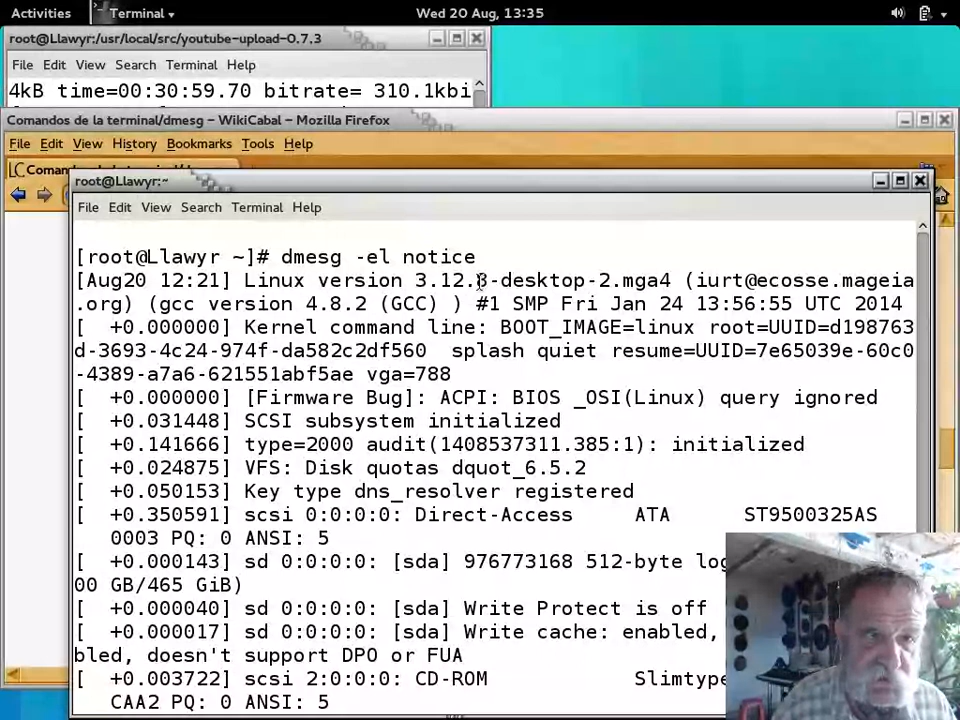 Activities Terminal Wed 20 Aug, 13:35
root@Llawyr:/usr/local/src/youtube-upload-0.7.3
File Edit View Search Terminal Help
4kB time=00:30:59.70 bitrate= 310.1kbi
Comandos de la terminal/dmesg – WikiCabal – Mozilla Firefox
File Edit View History Bookmarks Tools Help
root@Llawyr:~
File Edit View Search Terminal Help
[root@Llawyr ~]# dmesg -el notice
[Aug20 12:21] Linux version 3.12.8-desktop-2.mga4 (iurt@ecosse.mageia
.org) (gcc version 4.8.2 (GCC) ) #1 SMP Fri Jan 24 13:56:55 UTC 2014
[ +0.000000] Kernel command line: BOOT_IMAGE=linux root=UUID=d198763
d-3693-4c24-974f-da582c2df560 splash quiet resume=UUID=7e65039e-60c0
-4389-a7a6-621551abf5ae vga=788
[ +0.000000] [Firmware Bug]: ACPI: BIOS _OSI(Linux) query ignored
[ +0.031448] SCSI subsystem initialized
[ +0.141666] type=2000 audit(1408537311.385:1): initialized
[ +0.024875] VFS: Disk quotas dquot_6.5.2
[ +0.050153] Key type dns_resolver registered
[ +0.350591] scsi 0:0:0:0: Direct-Access ATA ST9500325AS
0003 PQ: 0 ANSI: 5
[ +0.000143] sd 0:0:0:0: [sda] 976773168 512-byte log
00 GB/465 GiB)
[ +0.000040] sd 0:0:0:0: [sda] Write Protect is off
[ +0.000017] sd 0:0:0:0: [sda] Write cache: enabled,
bled, doesn't support DPO or FUA
[ +0.003722] scsi 2:0:0:0: CD-ROM Slimtype
CAA2 PQ: 0 ANSI: 5